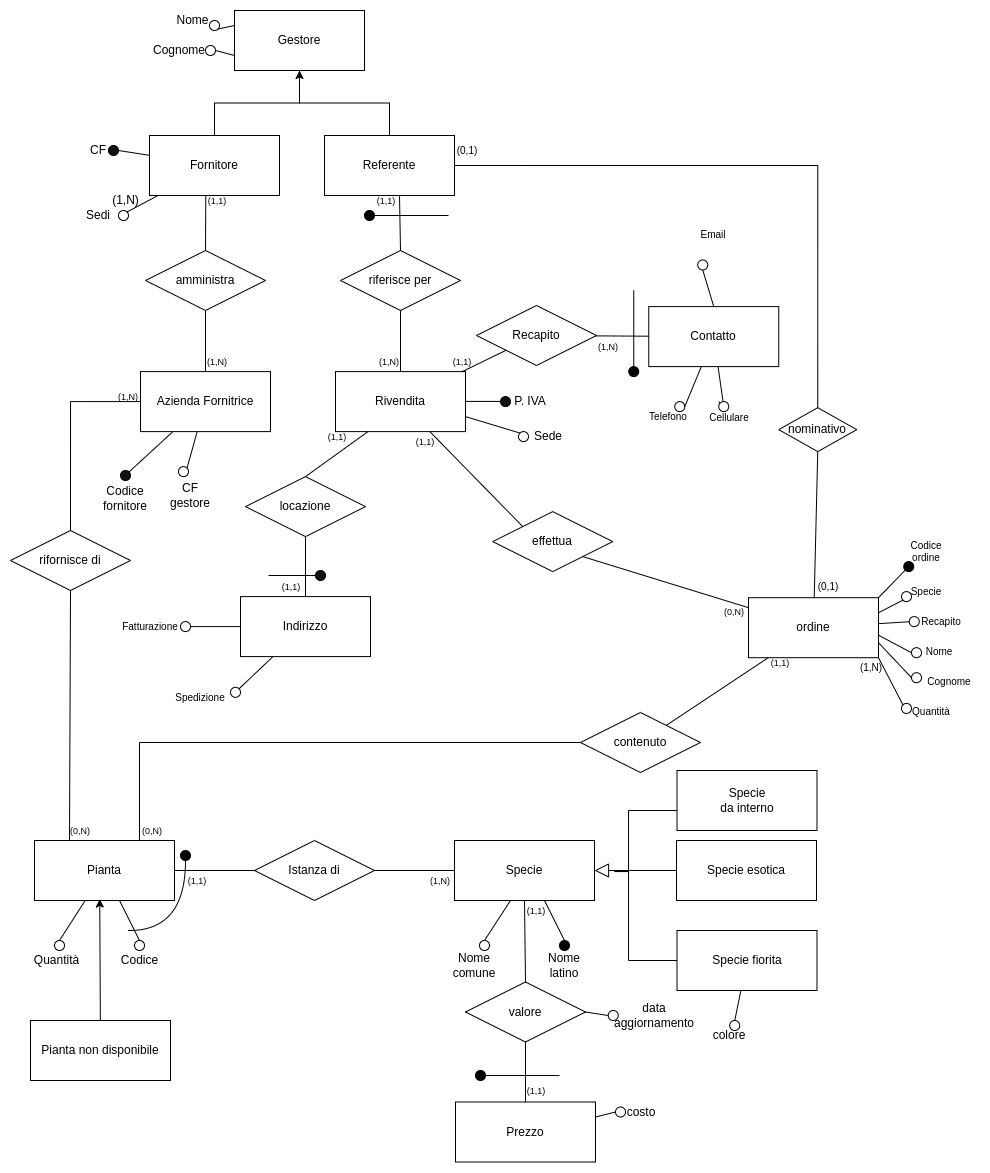 Nome
Cognome
Gestore
CF
Fornitore
Referente
(0,1)
(1,N)
Sedi
(1,1)
(1,1)
amministra
riferisce per
Email
Recapito
Contatto
(1,N)
(1,N)
(1,N)
(1,1)
(1,N)
Azienda Fornitrice
Rivendita
P. IVA
Sede
Telefono
Cellulare
nominativo
(1,1)
(1,1)
Codice
fornitore
CF
gestore
locazione
effettua
rifornisce di
Codice
ordine
(1,1)
(0,1)
Specie
(0,N)
Fatturazione
Indirizzo
ordine
Recapito
Nome
Cognome
Quantità
(1,1)
(1,N)
Spedizione
contenuto
Specie
da interno
(0,N)
(0,N)
Pianta
(1,1)
Istanza di
(1,N)
Specie
Specie esotica
(1,1)
Quantità
Codice
Nome
comune
Nome
latino
Specie fiorita
valore
data
aggiornamento
colore
Pianta non disponibile
(1,1)
Prezzo
costo